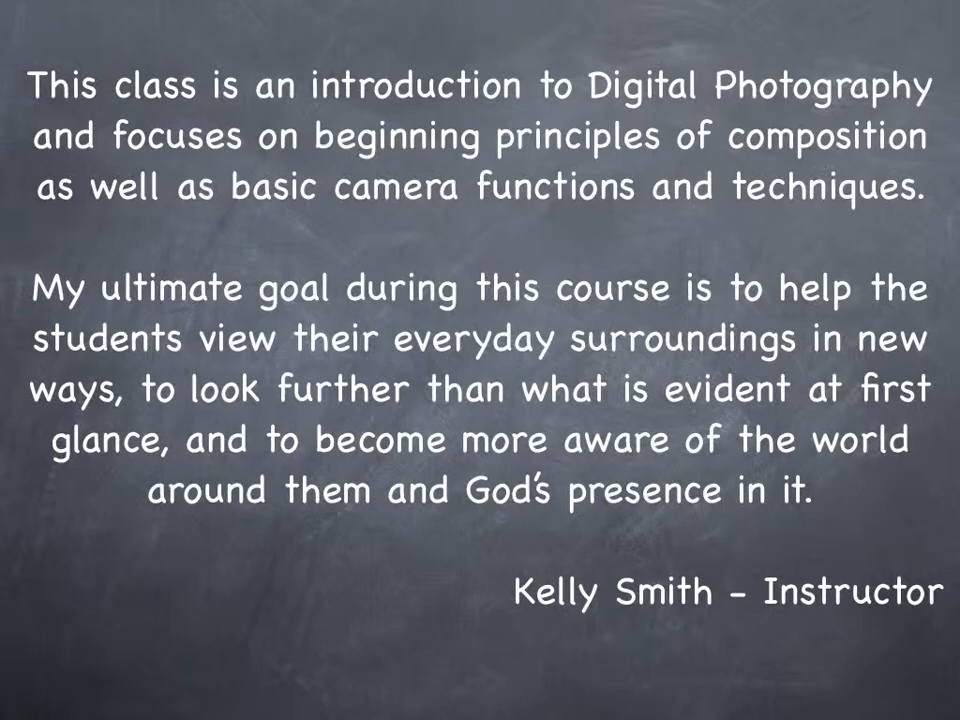 This class is an introduction to Digital Photography
and focuses on beginning principles of composition
as well as basic camera functions and techniques.
My ultimate goal during this course is to help the
students view their everyday surroundings in new
ways, to look further than what is evident at first
glance, and to become more aware of the world
around them and God's presence in it.
Kelly Smith - Instructor